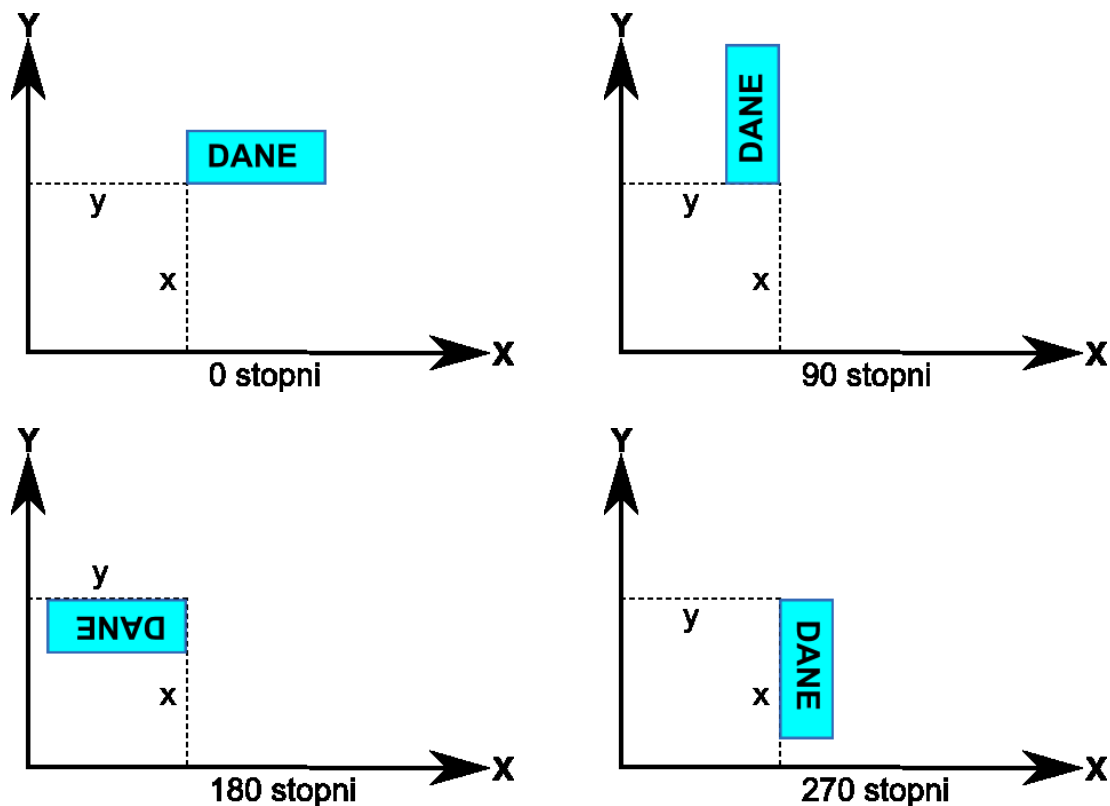 Y
DANE
y
x
X
0 stopni
Y
DANE
y
x
X
90 stopni
Y
y
DANE
x
X
180 stopni
Y
y
DANE
x
X
270 stopni